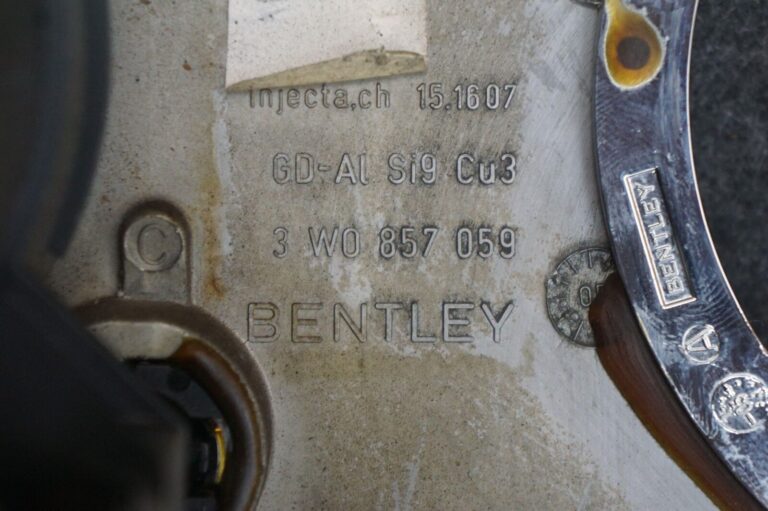 Injecta.ch 15.1607
GD-Al Si9 Cu3
3 W0 857 059
BENTLEY
C
BENTLEY
A